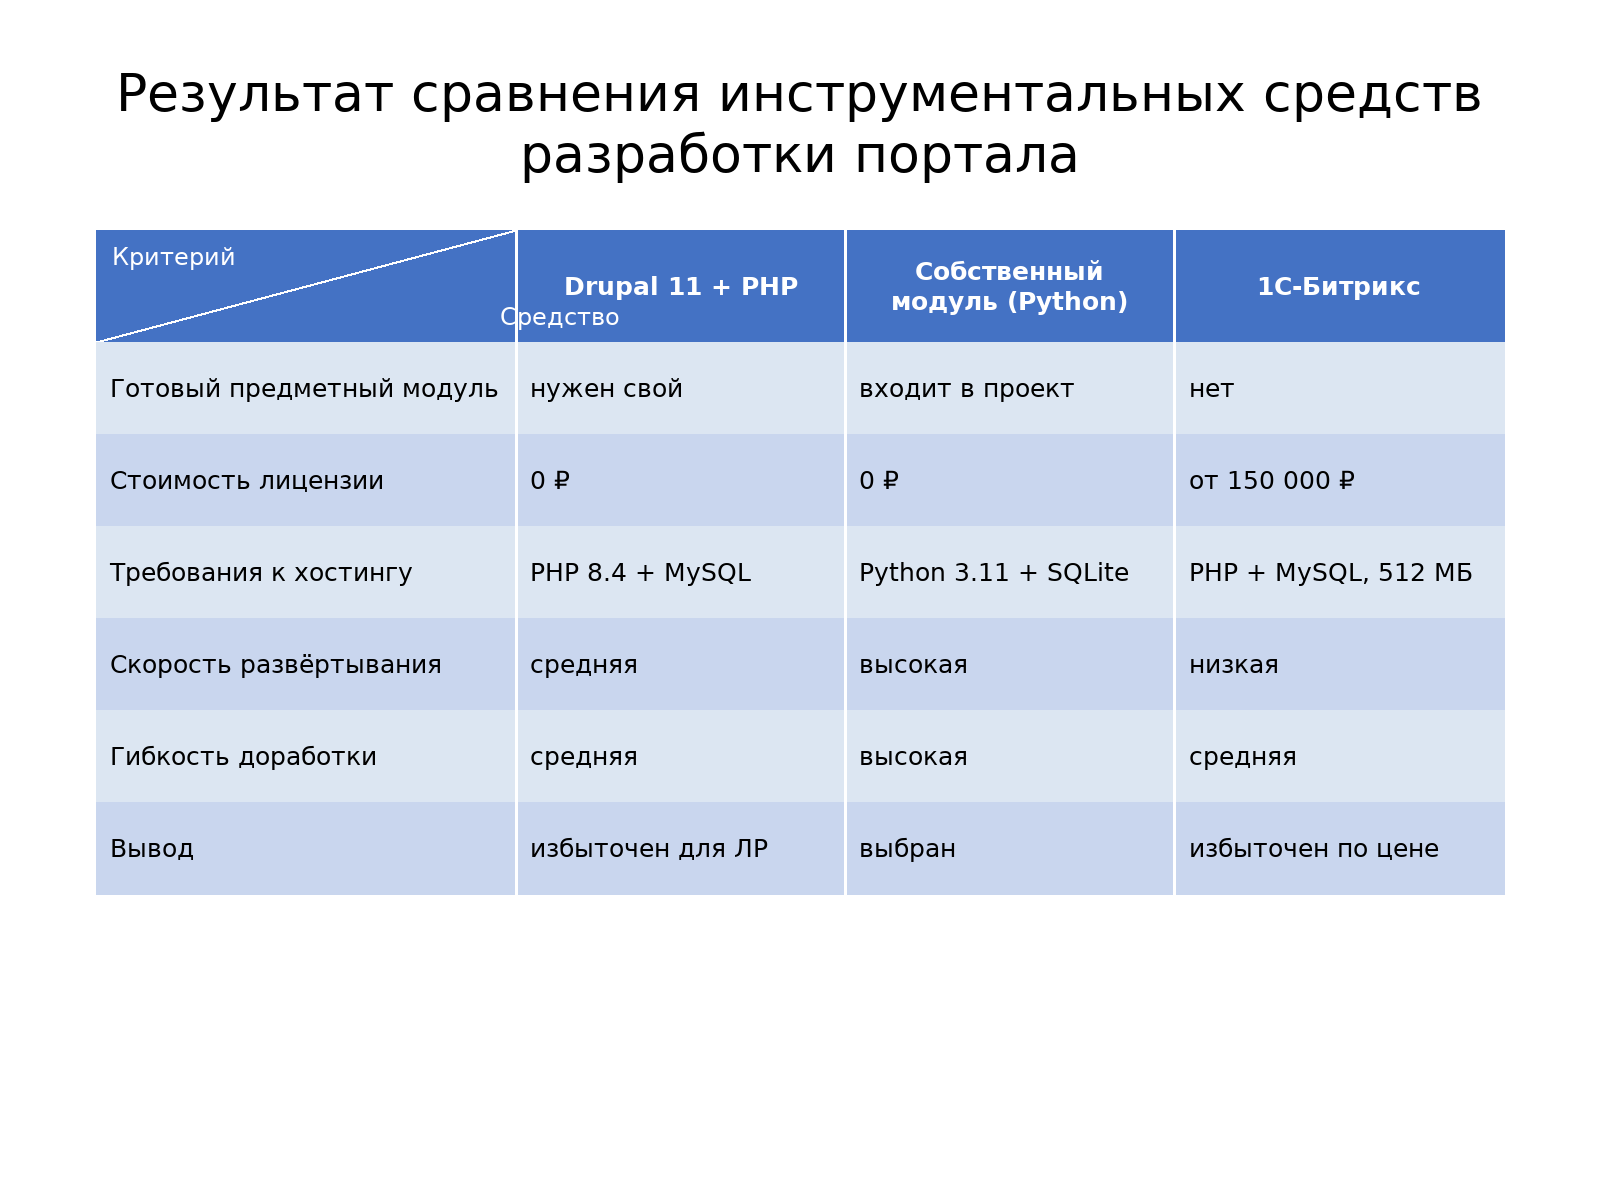 Результат сравнения инструментальных средств
разработки портала
Критерий
Средство
Drupal 11 + PHP
Собственный
модуль (Python)
1С-Битрикс
Готовый предметный модуль
нужен свой
входит в проект
нет
Стоимость лицензии
0 ₽
0 ₽
от 150 000 ₽
Требования к хостингу
PHP 8.4 + MySQL
Python 3.11 + SQLite
PHP + MySQL, 512 МБ
Скорость развёртывания
средняя
высокая
низкая
Гибкость доработки
средняя
высокая
средняя
Вывод
избыточен для ЛР
выбран
избыточен по цене